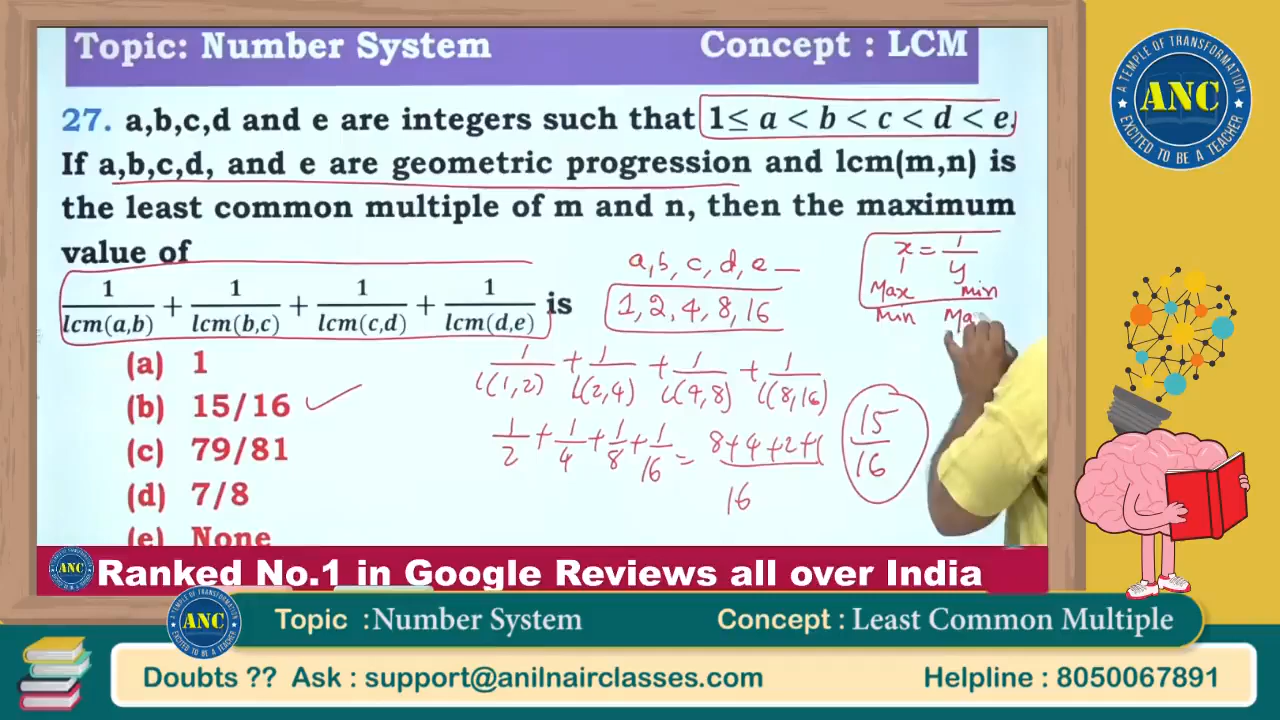 Topic: Number System
Concept : LCM
A TEMPLE OF TRANSFORMATION
ANC
EXCITED TO BE A TEACHER
27. a,b,c,d and e are integers such that 1≤ a < b < c < d < e.
If a,b,c,d, and e are geometric progression and lcm(m,n) is
the least common multiple of m and n, then the maximum
value of
1/lcm(a,b) + 1/lcm(b,c) + 1/lcm(c,d) + 1/lcm(d,e) is
a, b, c, d, e
1, 2, 4, 8, 16
x = 1/y
Max min
Min Ma
(a) 1
(b) 15/16
(c) 79/81
(d) 7/8
(e) None
1/L(1,2) + 1/L(2,4) + 1/L(4,8) + 1/L(8,16)
1/2 + 1/4 + 1/8 + 1/16 = 8+4+2+1/16
15/16
ANC
Ranked No.1 in Google Reviews all over India
ANC
Topic : Number System
Concept : Least Common Multiple
Doubts ?? Ask : support@anilnairclasses.com
Helpline : 8050067891